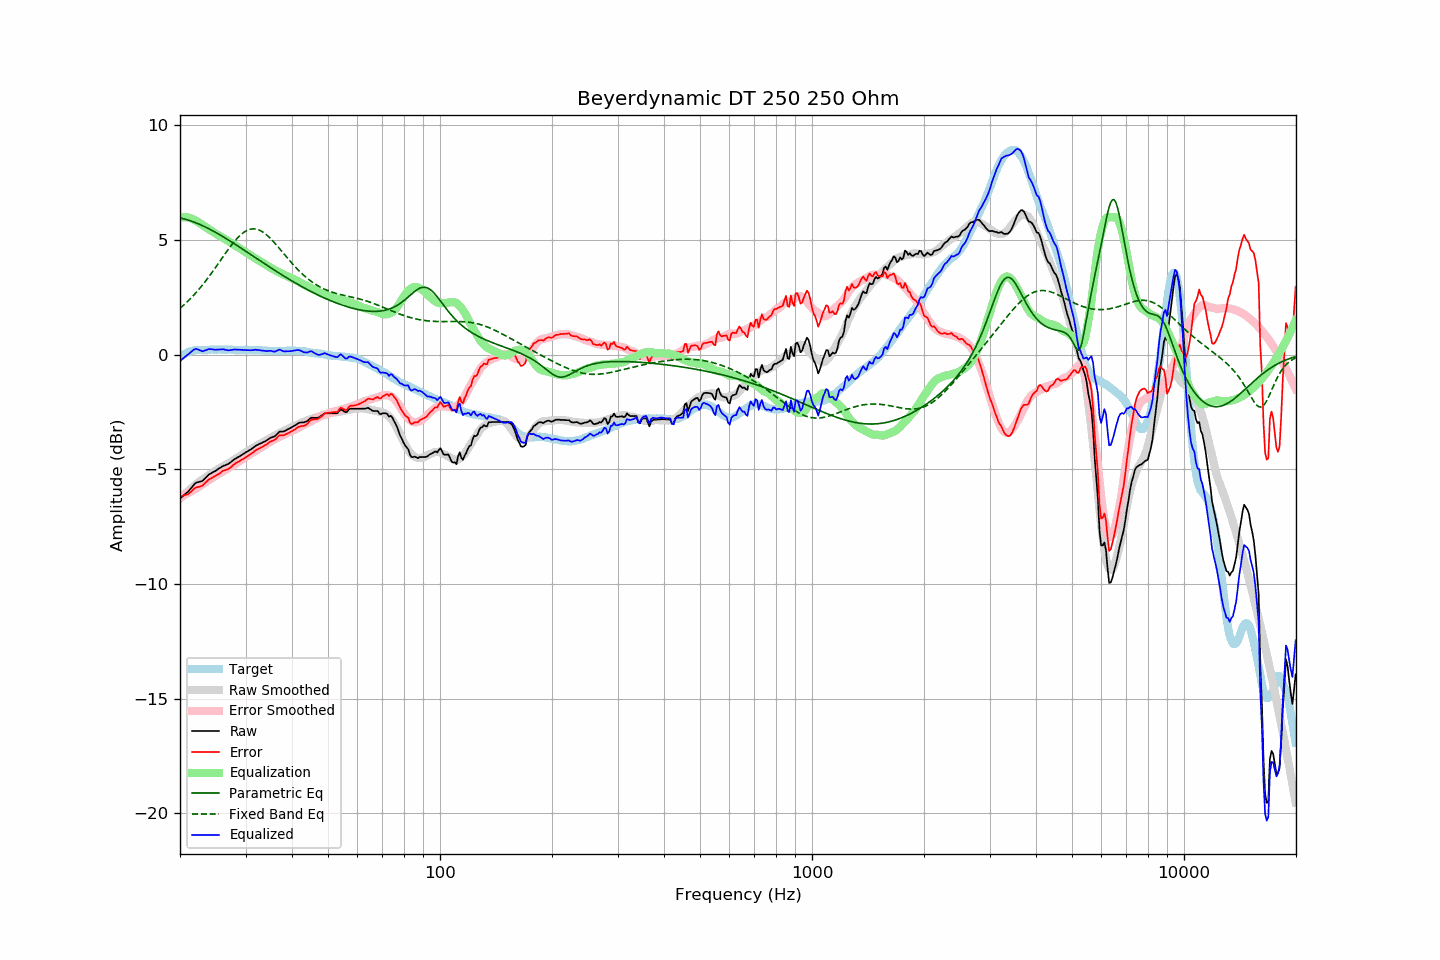 Beyerdynamic DT 250 250 Ohm
10
5
0
−5
−10
−15
−20
Amplitude (dBr)
Target
Raw Smoothed
Error Smoothed
Raw
Error
Equalization
Parametric Eq
Fixed Band Eq
Equalized
100
1000
10000
Frequency (Hz)